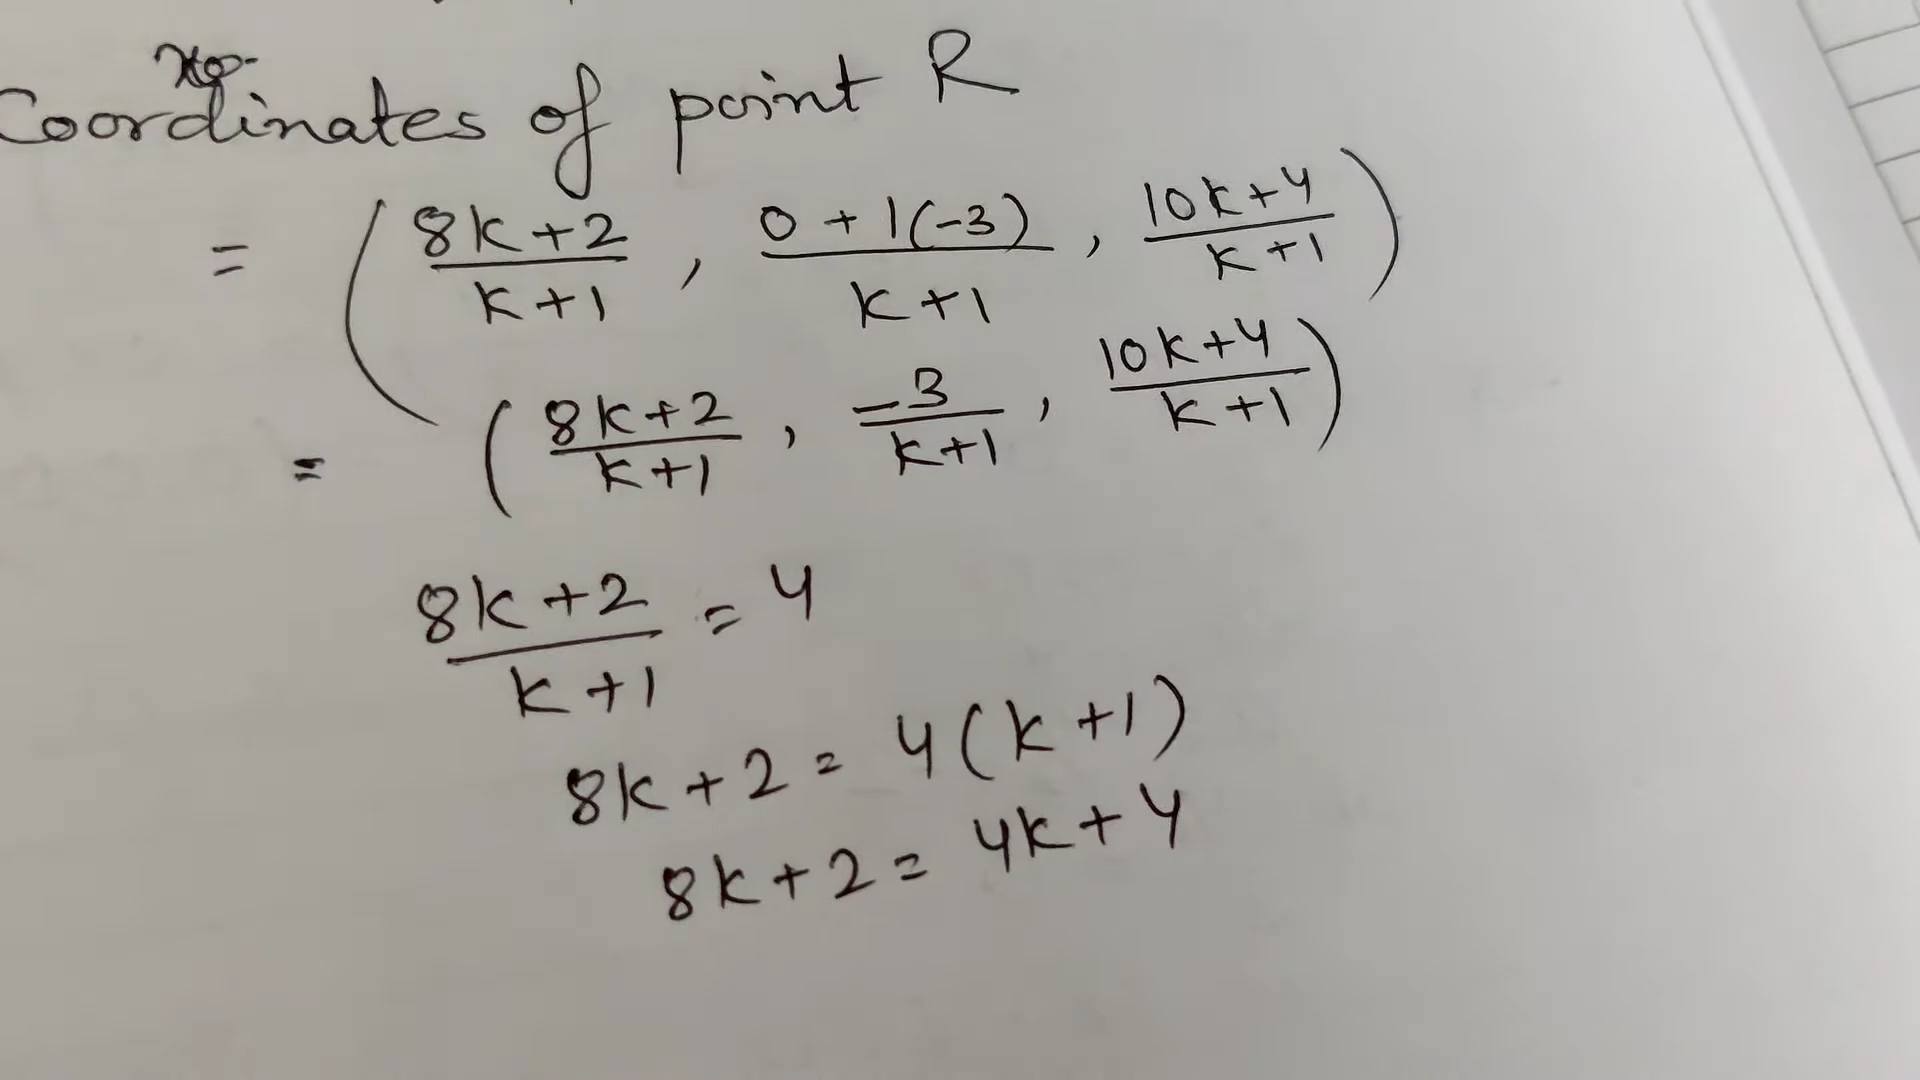 Coordinates of point R
= ( (8k+2)/(k+1) , (0+1(-3))/(k+1) , (10k+4)/(k+1) )
= ( (8k+2)/(k+1) , -3/(k+1) , (10k+4)/(k+1) )
(8k+2)/(k+1) = 4
8k+2 = 4(k+1)
8k+2 = 4k+4